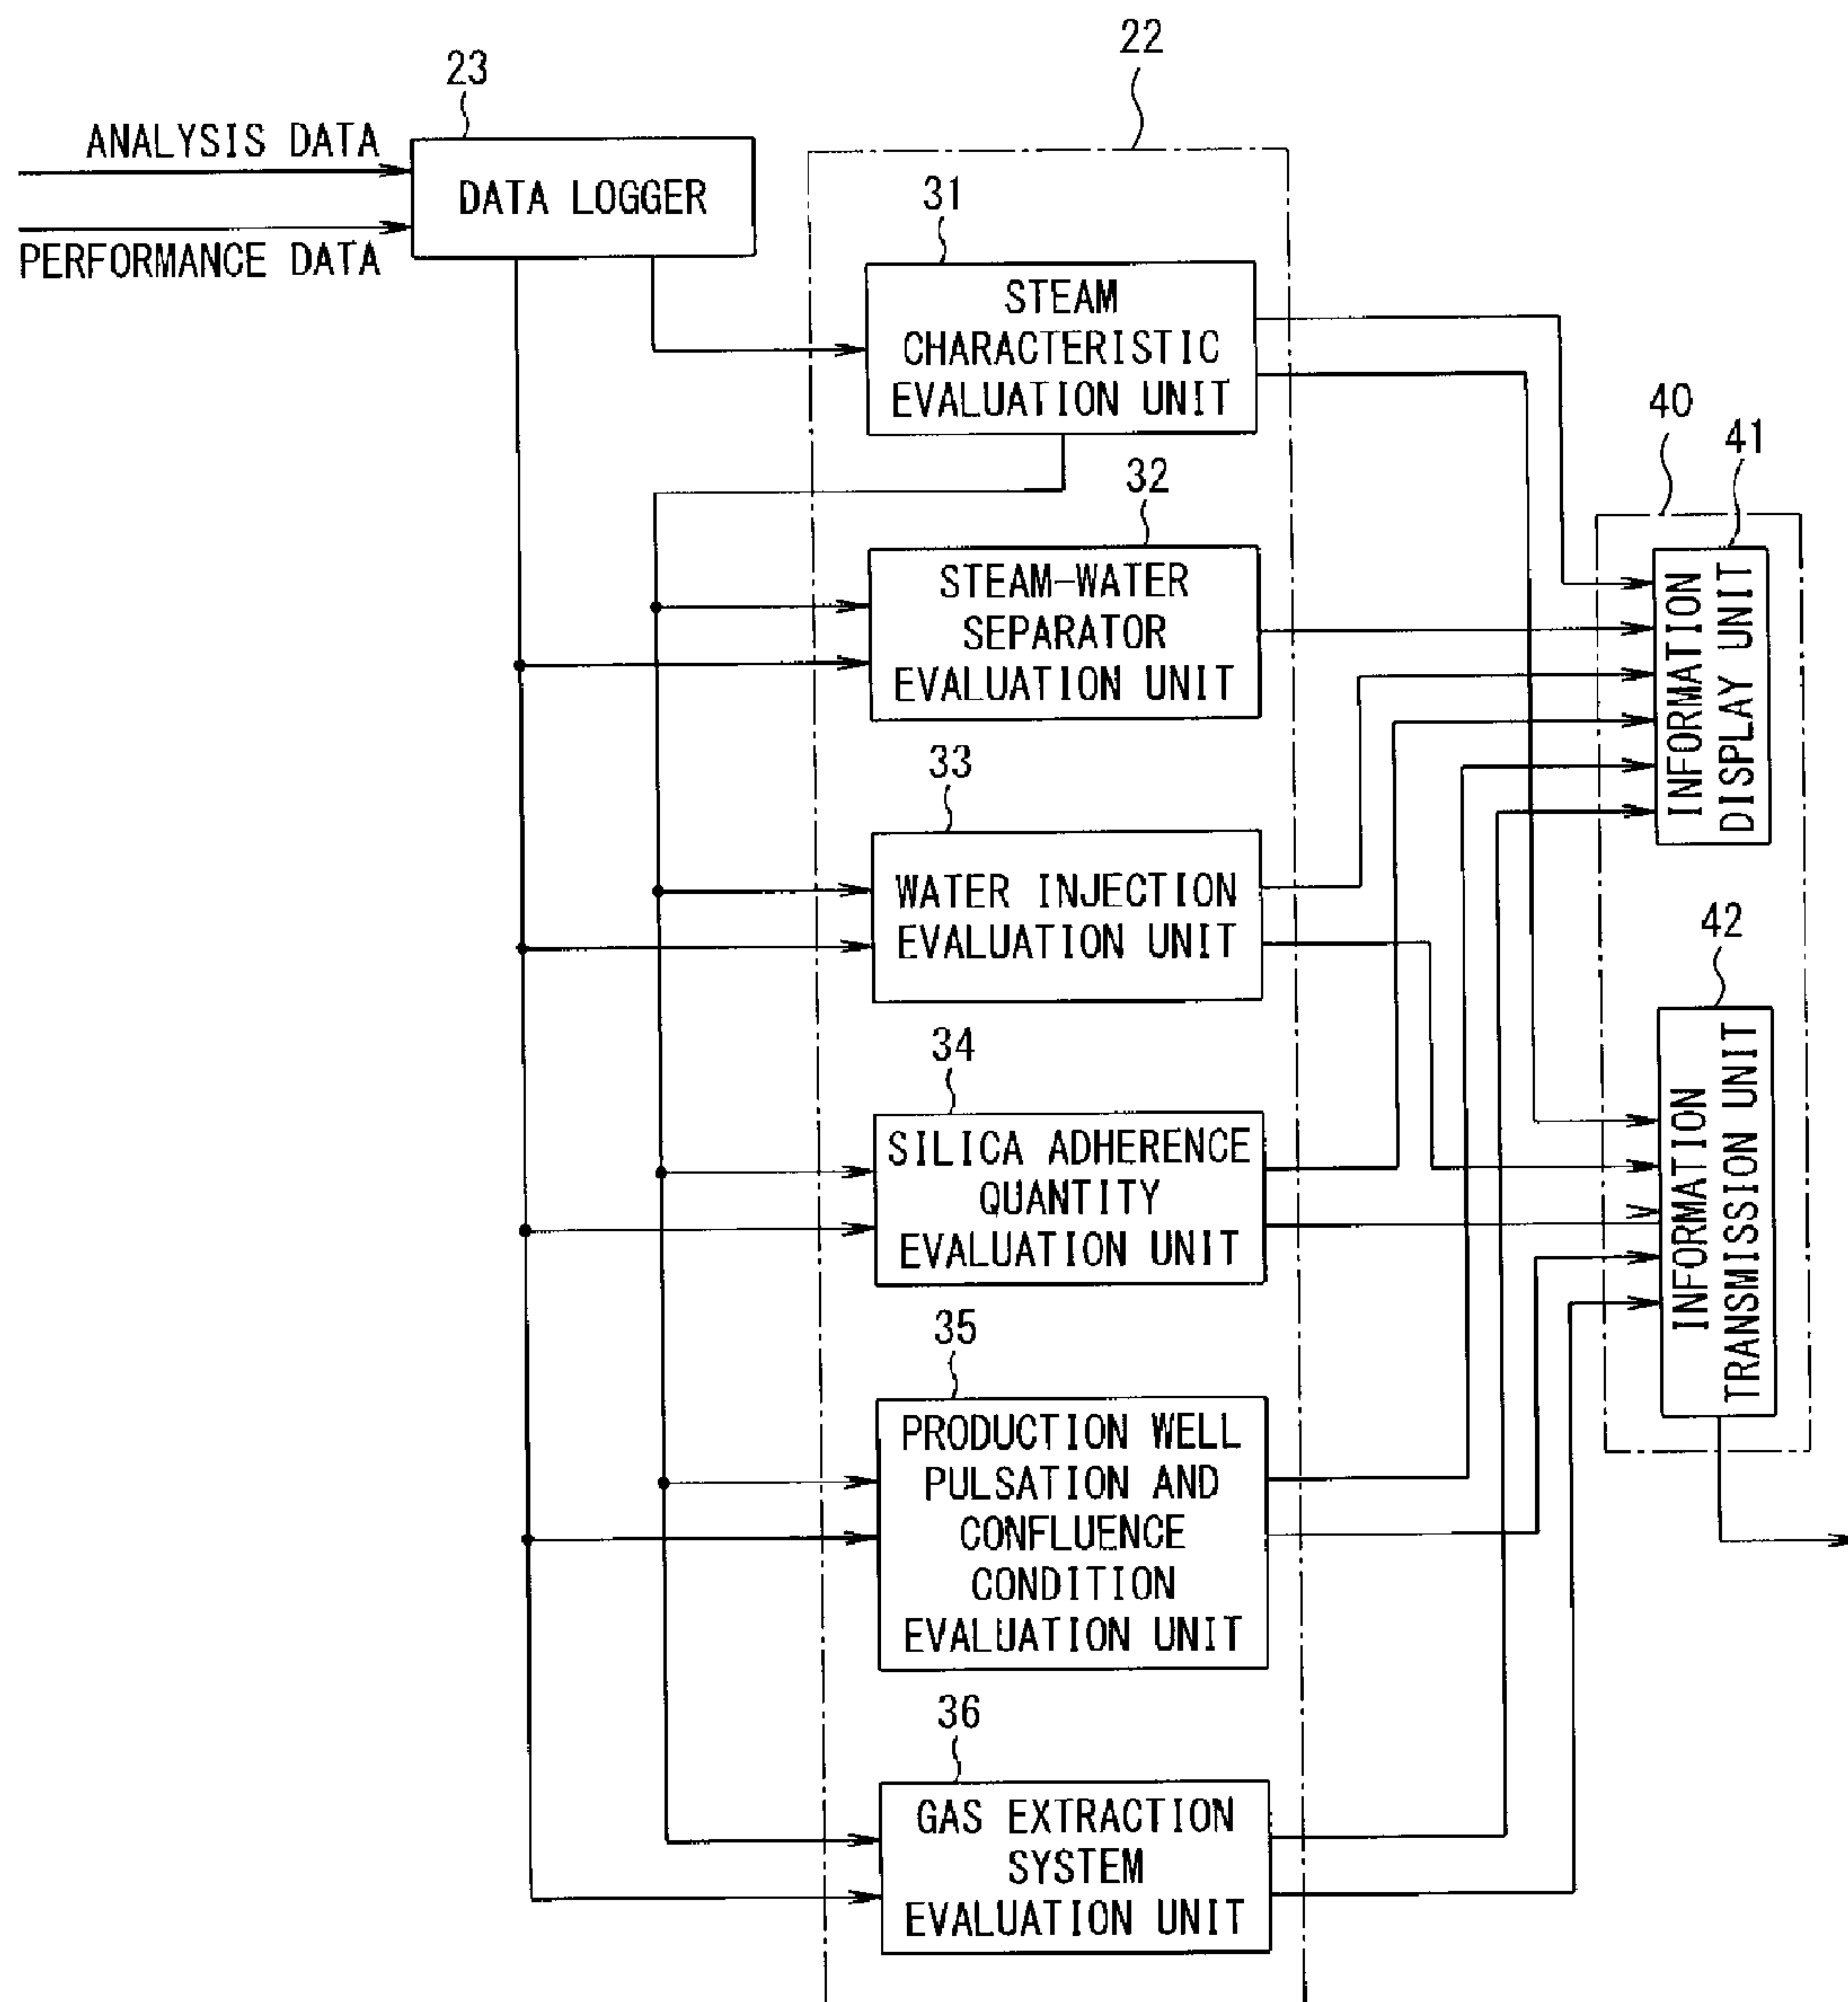 22
23
ANALYSIS DATA
DATA LOGGER
PERFORMANCE DATA
31
STEAM
CHARACTERISTIC
EVALUATION UNIT
40
41
32
STEAM-WATER
SEPARATOR
EVALUATION UNIT
INFORMATION
DISPLAY UNIT
33
WATER INJECTION
EVALUATION UNIT
42
34
SILICA ADHERENCE
QUANTITY
EVALUATION UNIT
INFORMATION
TRANSMISSION UNIT
35
PRODUCTION WELL
PULSATION AND
CONFLUENCE
CONDITION
EVALUATION UNIT
36
GAS EXTRACTION
SYSTEM
EVALUATION UNIT